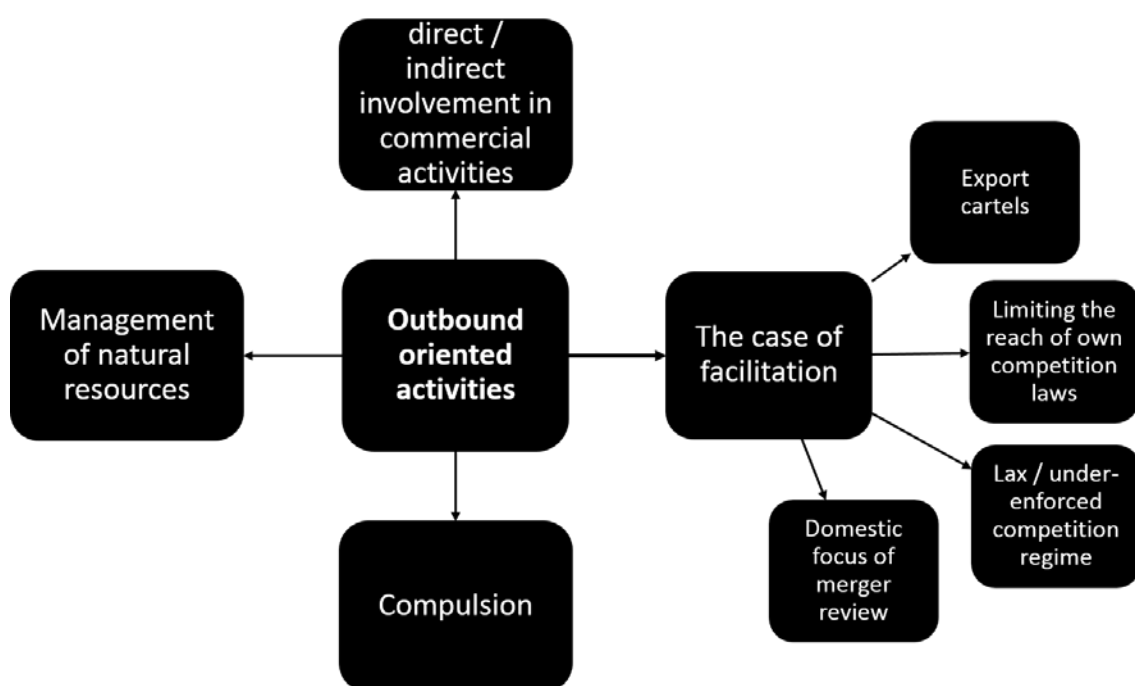 direct /
indirect
involvement in
commercial
activities
Export
cartels
Management
of natural
resources
Outbound
oriented
activities
The case of
facilitation
Limiting the
reach of own
competition
laws
Lax / under-
enforced
competition
regime
Domestic
focus of
merger
review
Compulsion